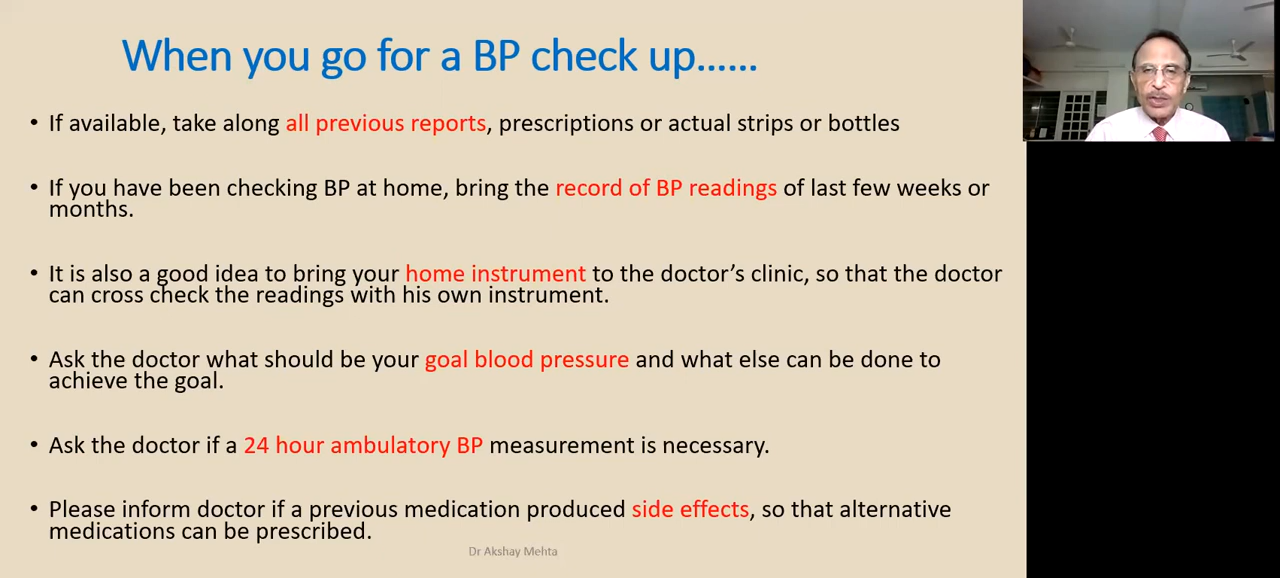 When you go for a BP check up......
• If available, take along all previous reports, prescriptions or actual strips or bottles
• If you have been checking BP at home, bring the record of BP readings of last few weeks or
months.
• It is also a good idea to bring your home instrument to the doctor’s clinic, so that the doctor
can cross check the readings with his own instrument.
• Ask the doctor what should be your goal blood pressure and what else can be done to
achieve the goal.
• Ask the doctor if a 24 hour ambulatory BP measurement is necessary.
• Please inform doctor if a previous medication produced side effects, so that alternative
medications can be prescribed.
Dr Akshay Mehta